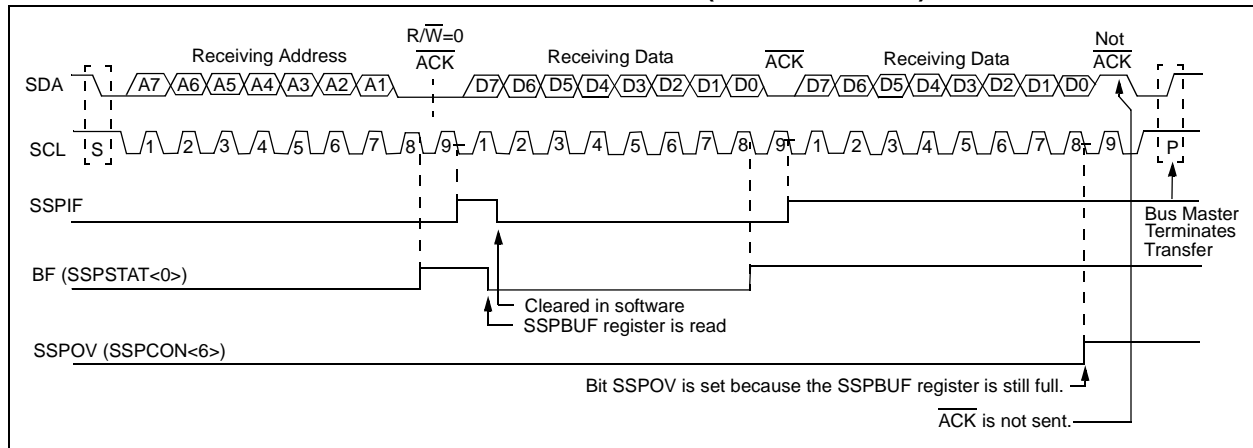 R/W=0
Receiving Address ACK Receiving Data ACK Receiving Data Not ACK
SDA A7 A6 A5 A4 A3 A2 A1 D7 D6 D5 D4 D3 D2 D1 D0 D7 D6 D5 D4 D3 D2 D1 D0
SCL S 1 2 3 4 5 6 7 8 9 1 2 3 4 5 6 7 8 9 1 2 3 4 5 6 7 8 9 P
SSPIF
Bus Master
Terminates
Transfer
BF (SSPSTAT<0>)
Cleared in software
SSPBUF register is read
SSPOV (SSPCON<6>)
Bit SSPOV is set because the SSPBUF register is still full.
ACK is not sent.